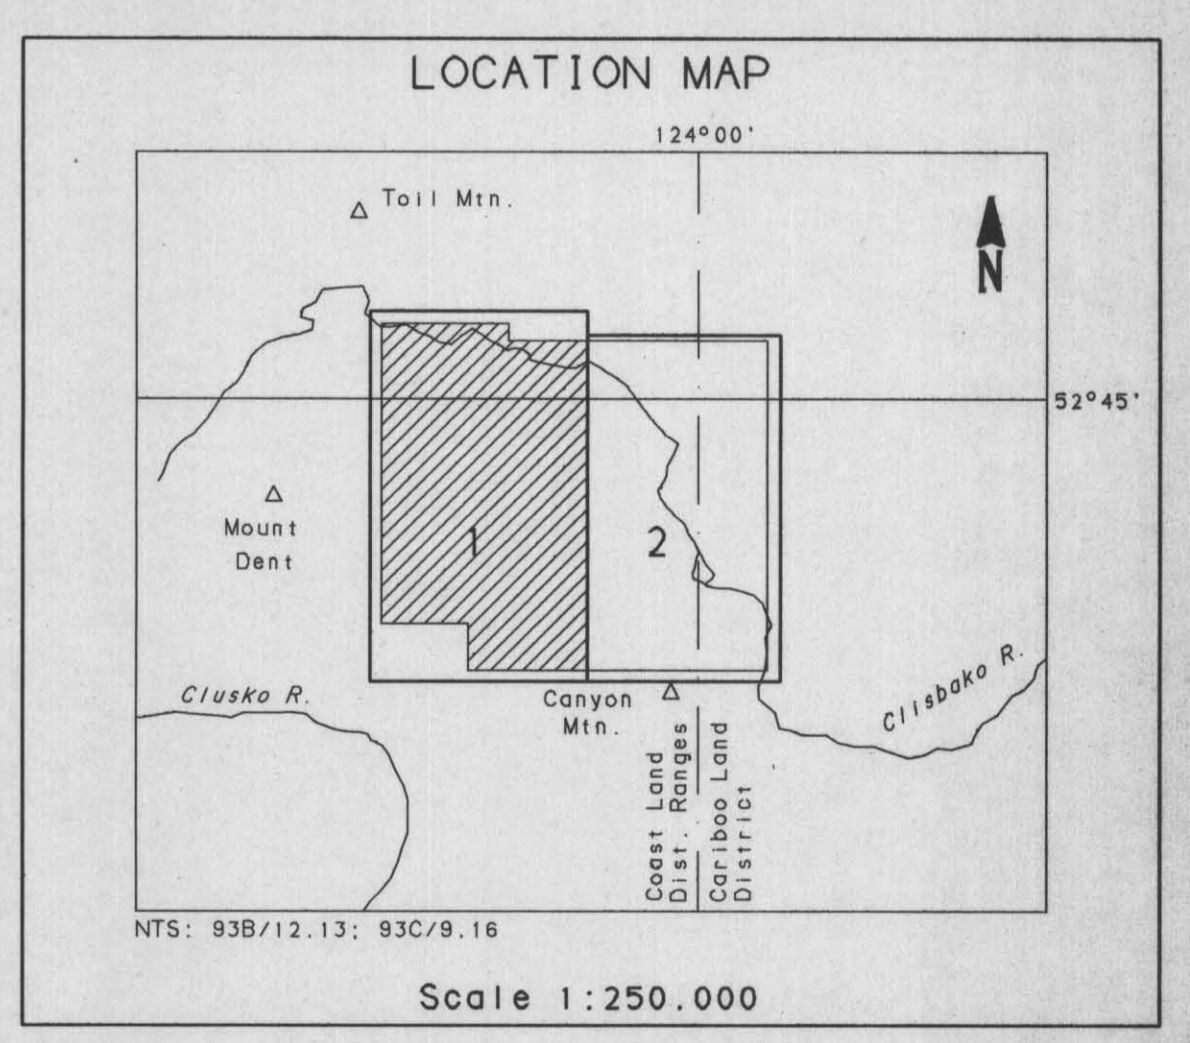 LOCATION MAP
124°00'
Toil Mtn.
N
52°45'
Mount
Dent
1
2
Clusko R.
Canyon
Mtn.
Clisbako R.
Coast Land
Dist. Ranges
Cariboo Land
District
NTS: 93B/12.13; 93C/9.16
Scale 1:250.000